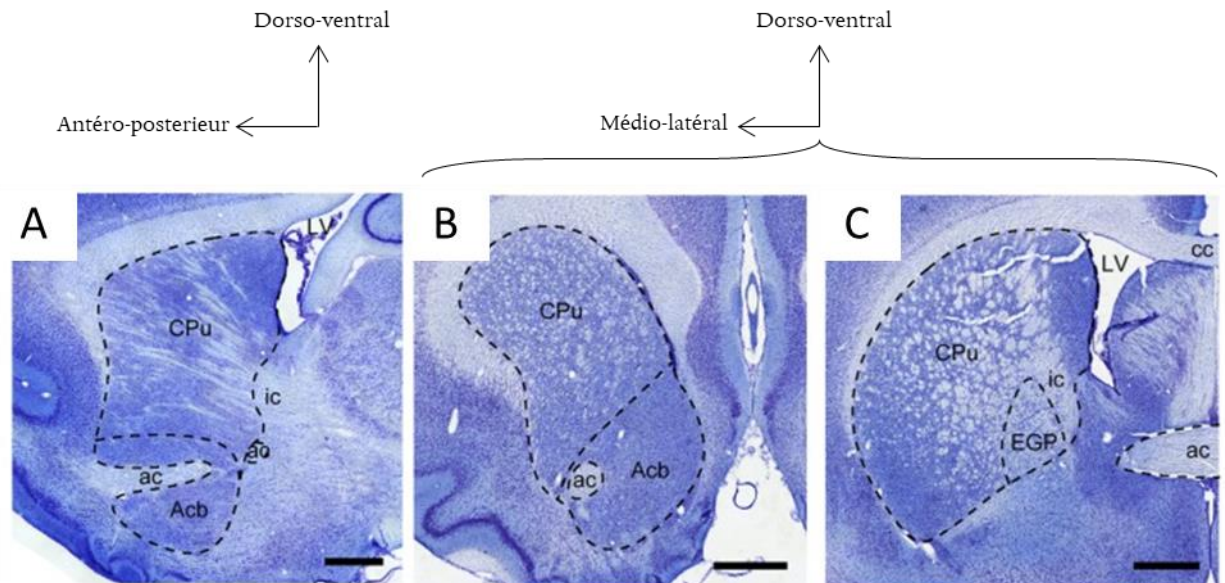 Dorso-ventral
Dorso-ventral
Antéro-posterieur
Médio-latéral
A
LV
CPu
ic
ac
ac
Acb
B
CPu
ac
Acb
C
cc
LV
CPu
ic
EGP
ac